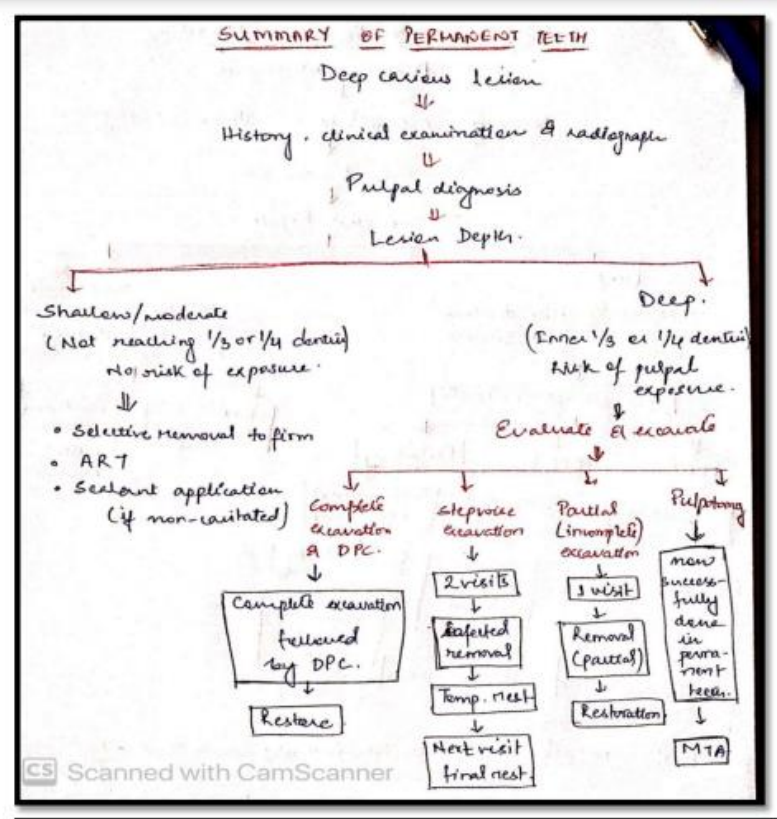 SUMMARY OF PERMANENT TEETH
Deep carious lesion
History, clinical examination & radiograph
Pulpal diagnosis
Lesion Depth.
Shallow/moderate
(Not reaching 1/3 or 1/4 dentin)
No risk of exposure.
• Selective removal to firm
• ART
• Sealant application
(if non-cavitated)
Deep.
(Inner 1/3 or 1/4 dentin)
Risk of pulpal
exposure.
Evaluate & excavate
Complete
excavation
& DPC.
Complete excavation
followed
by DPC.
Restore
stepwise
excavation
2 visits
removal
Temp. rest
Next visit
final rest.
Partial
(incomplete)
excavation
1 visit
Removal
(partial)
Restoration
Pulpotomy
now
success-
fully
done
in
perma-
nent
teeth.
MTA
CS Scanned with CamScanner